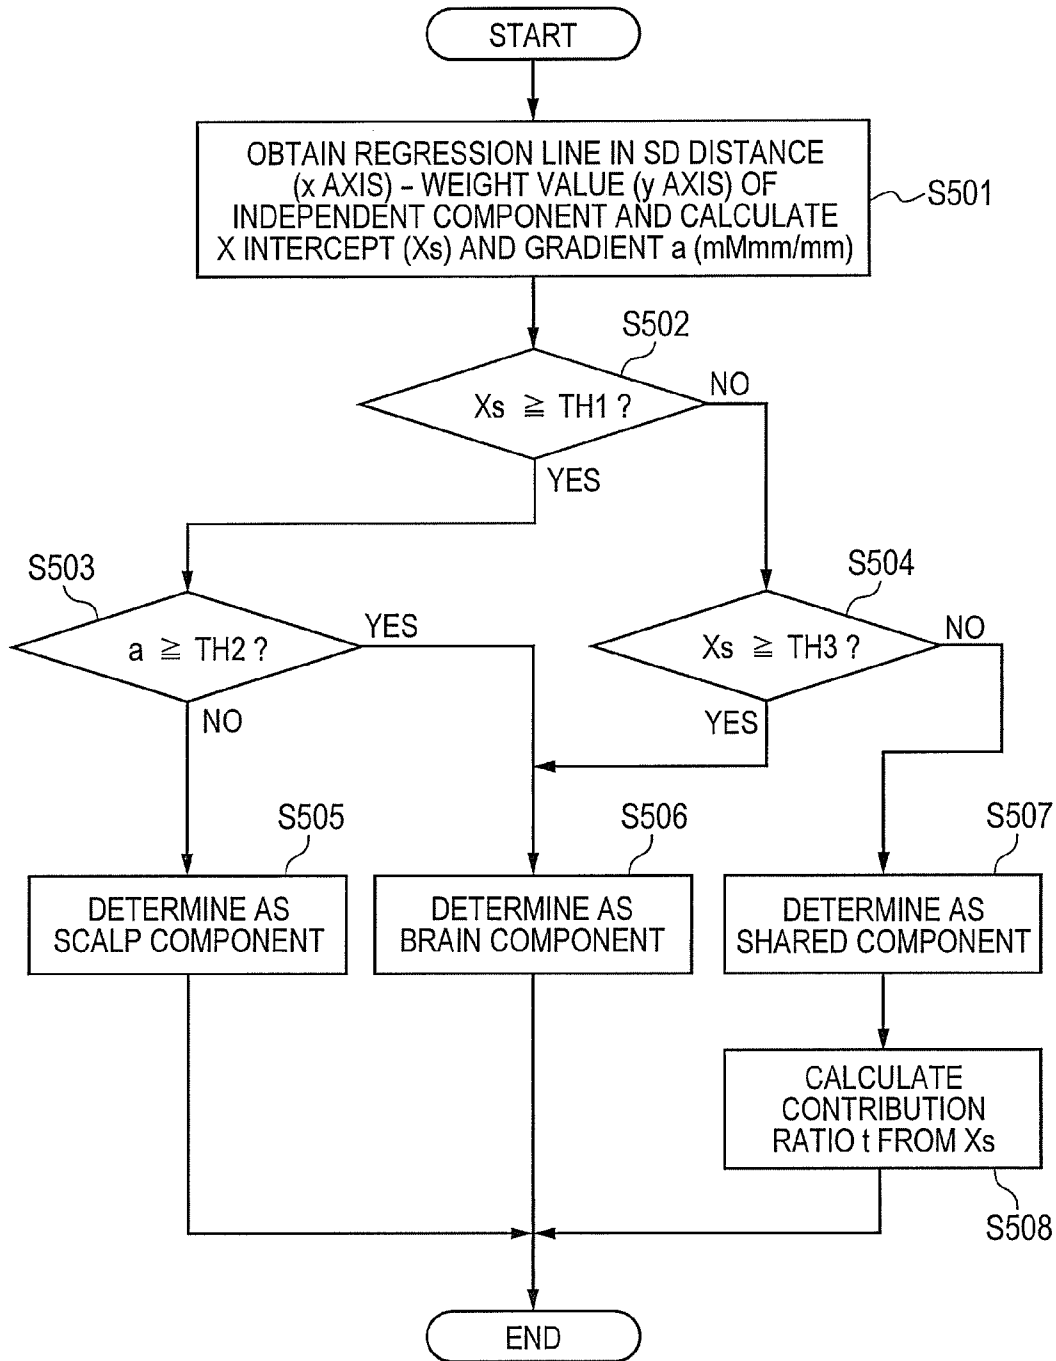 START
OBTAIN REGRESSION LINE IN SD DISTANCE
(x AXIS) – WEIGHT VALUE (y AXIS) OF
INDEPENDENT COMPONENT AND CALCULATE
X INTERCEPT (Xs) AND GRADIENT a (mMmm/mm)
S501
S502
Xs ≧ TH1 ?
NO
YES
S503
a ≧ TH2 ?
YES
NO
S504
Xs ≧ TH3 ?
NO
YES
S505
DETERMINE AS
SCALP COMPONENT
S506
DETERMINE AS
BRAIN COMPONENT
S507
DETERMINE AS
SHARED COMPONENT
CALCULATE
CONTRIBUTION
RATIO t FROM Xs
S508
END